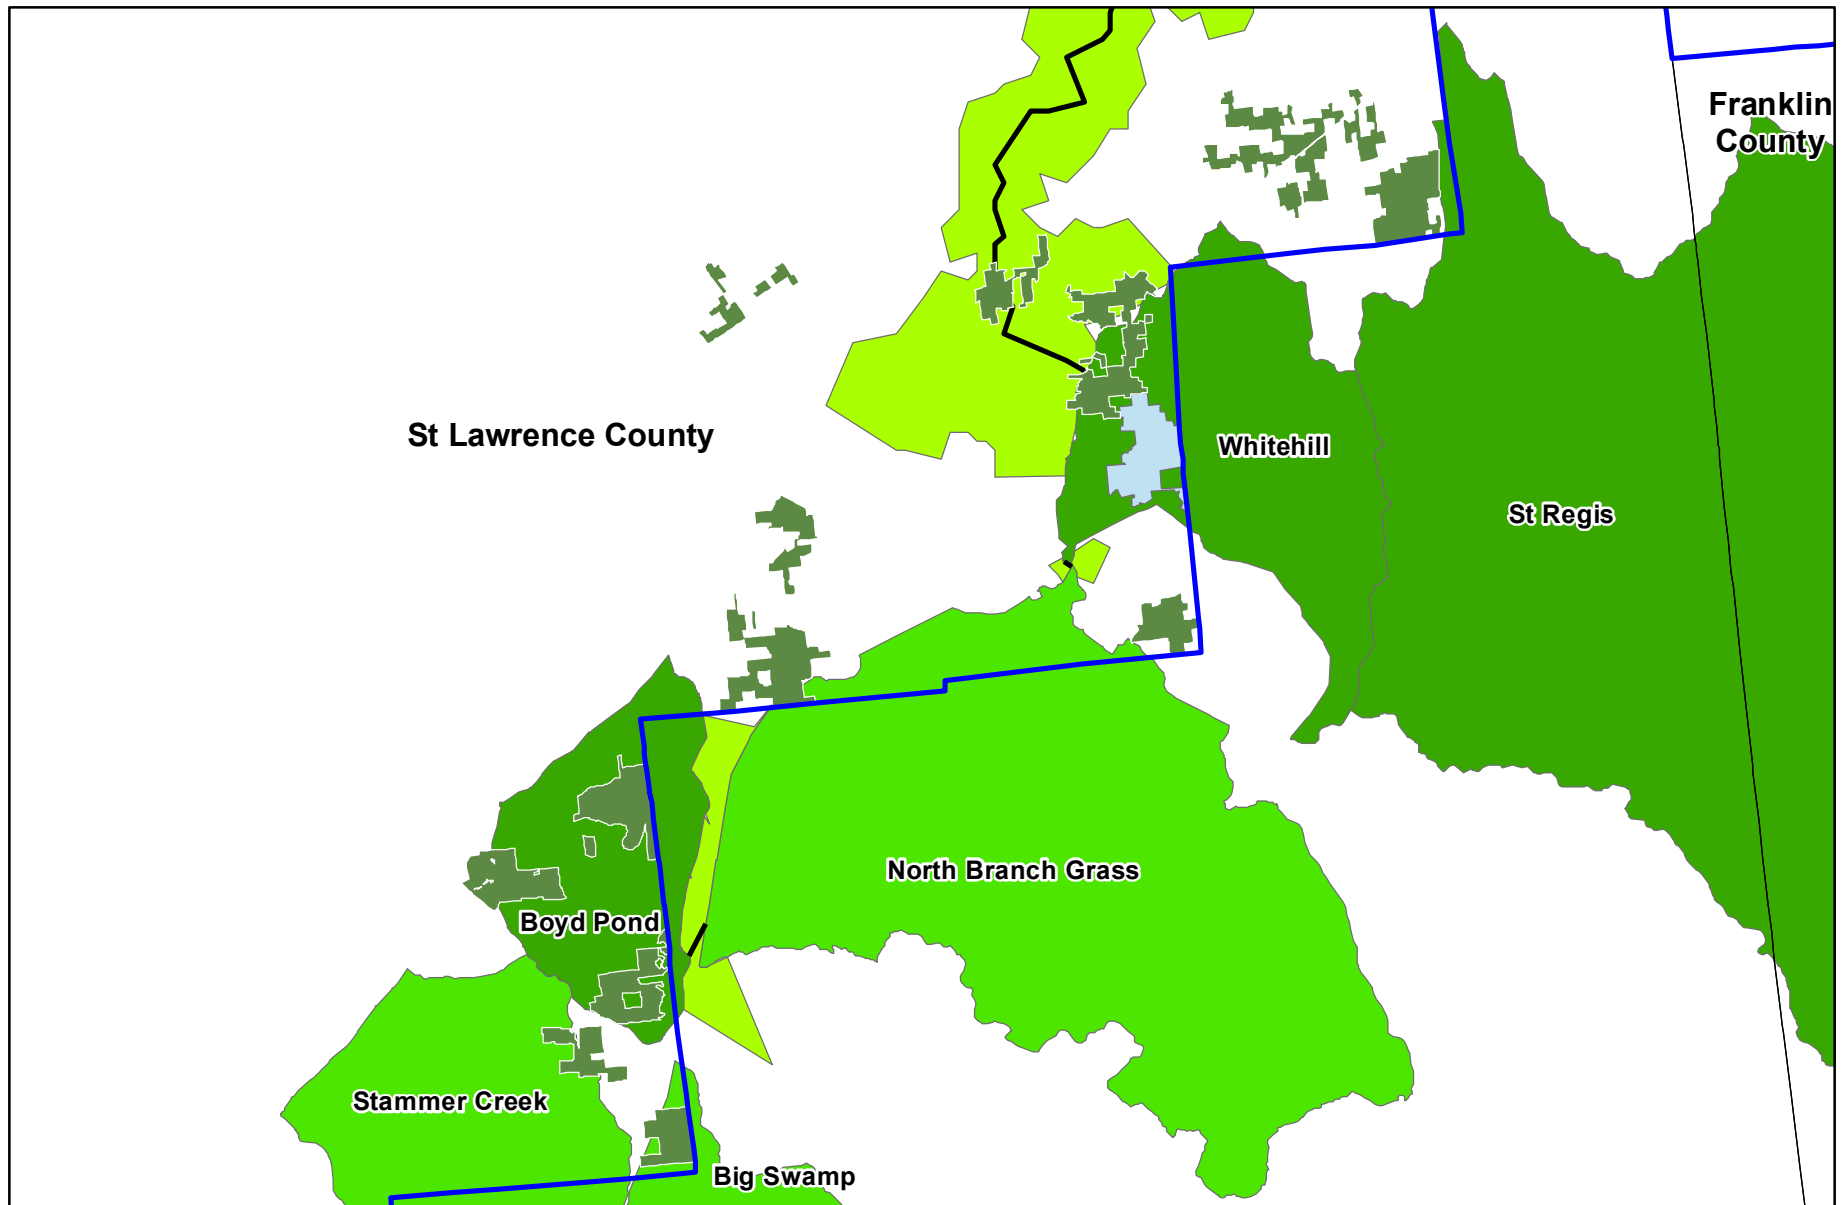 Franklin
County
St Lawrence County
Whitehill
St Regis
North Branch Grass
Boyd Pond
Stammer Creek
Big Swamp